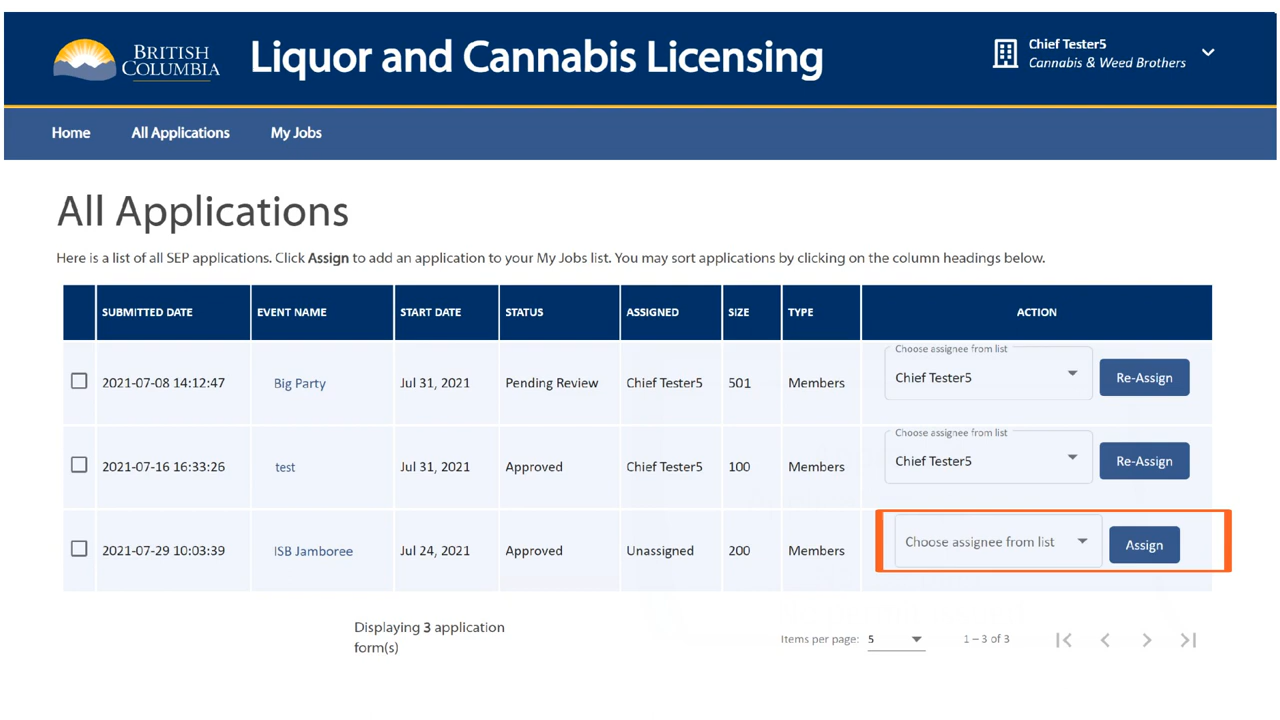 BRITISH
COLUMBIA
Liquor and Cannabis Licensing
Chief Tester5
Cannabis & Weed Brothers
Home All Applications My Jobs
All Applications
Here is a list of all SEP applications. Click Assign to add an application to your My Jobs list. You may sort applications by clicking on the column headings below.
SUBMITTED DATE EVENT NAME START DATE STATUS ASSIGNED SIZE TYPE ACTION
Choose assignee from list
2021-07-08 14:12:47 Big Party Jul 31, 2021 Pending Review Chief Tester5 501 Members Chief Tester5 Re-Assign
Choose assignee from list
2021-07-16 16:33:26 test Jul 31, 2021 Approved Chief Tester5 100 Members Chief Tester5 Re-Assign
2021-07-29 10:03:39 ISB Jamboree Jul 24, 2021 Approved Unassigned 200 Members Choose assignee from list Assign
Displaying 3 application
form(s)
Items per page: 5 1 – 3 of 3